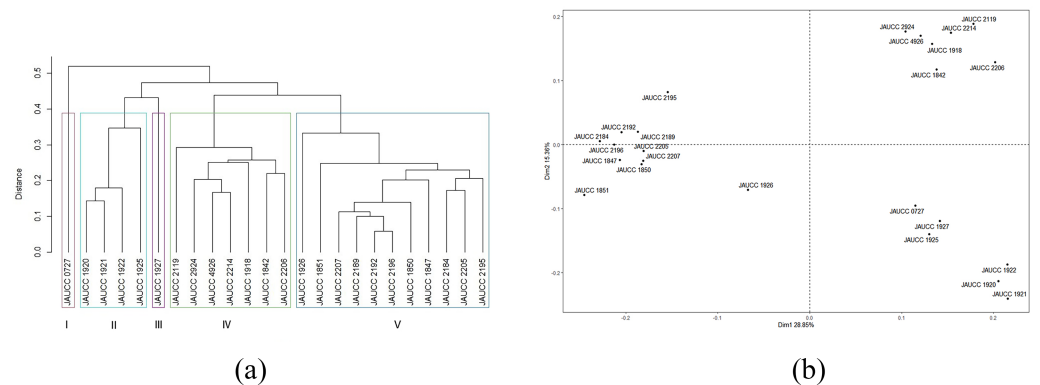 Distance
0.0
0.1
0.2
0.3
0.4
0.5
JAUCC 0727
JAUCC 1920
JAUCC 1921
JAUCC 1922
JAUCC 1925
JAUCC 1927
JAUCC 2119
JAUCC 2924
JAUCC 4926
JAUCC 2214
JAUCC 1918
JAUCC 1842
JAUCC 2206
JAUCC 1926
JAUCC 1851
JAUCC 2207
JAUCC 2189
JAUCC 2192
JAUCC 2196
JAUCC 1850
JAUCC 1847
JAUCC 2184
JAUCC 2205
JAUCC 2195
I II III IV V
(a)
0.2
0.1
0.0
-0.1
-0.2
Dim2 15.36%
JAUCC 2119
JAUCC 2924
JAUCC 2214
JAUCC 4926
JAUCC 1918
JAUCC 2206
JAUCC 1842
JAUCC 2195
JAUCC 2192
JAUCC 2184
JAUCC 2189
JAUCC 2196
JAUCC 2205
JAUCC 1847
JAUCC 2207
JAUCC 1850
JAUCC 1851
JAUCC 1926
JAUCC 0727
JAUCC 1927
JAUCC 1925
JAUCC 1922
JAUCC 1920
JAUCC 1921
-0.2 -0.1 0.0 0.1 0.2
Dim1 28.85%
(b)